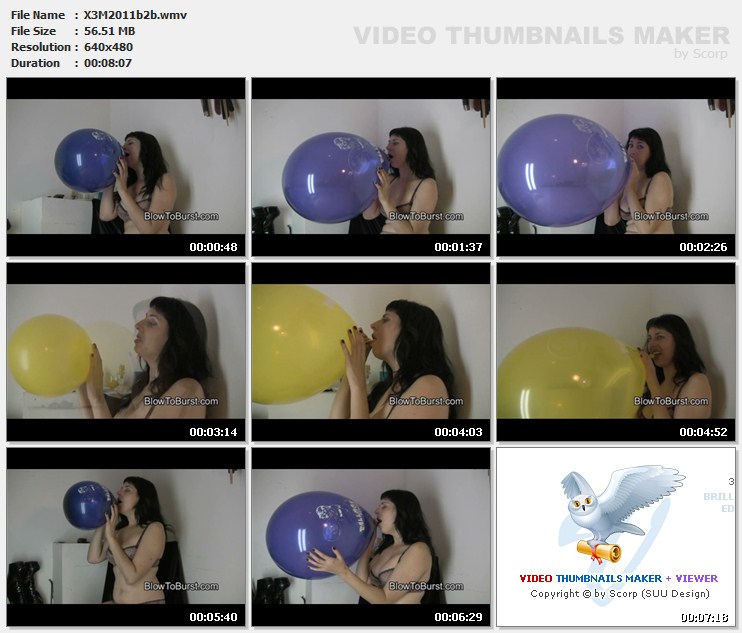 File Name : X3M2011b2b.wmv
File Size : 56.51 MB
Resolution : 640x480
Duration : 00:08:07
VIDEO THUMBNAILS MAKER
by Scorp
BlowToBurst.com
00:00:48
BlowToBurst.com
00:01:37
BlowToBurst.com
00:02:26
BlowToBurst.com
00:03:14
BlowToBurst.com
00:04:03
BlowToBurst.com
00:04:52
BlowToBurst.com
00:05:40
BlowToBurst.com
00:06:29
3
BRILL
ED
VIDEO THUMBNAILS MAKER + VIEWER
Copyright © by Scorp (SUU Design)
00:07:18